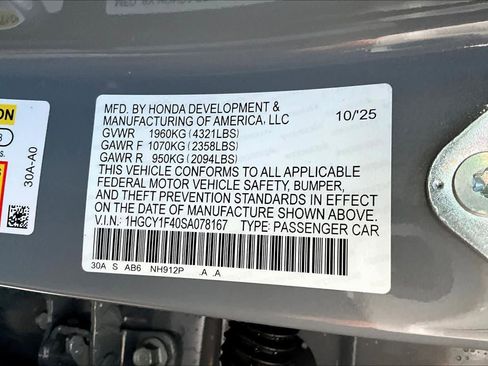 MFD. BY HONDA DEVELOPMENT &
MANUFACTURING OF AMERICA, LLC 10/'25
GVWR 1960KG (4321LBS)
GAWR F 1070KG (2358LBS)
GAWR R 950KG (2094LBS)
THIS VEHICLE CONFORMS TO ALL APPLICABLE
FEDERAL MOTOR VEHICLE SAFETY, BUMPER,
AND THEFT PREVENTION STANDARDS IN EFFECT
ON THE DATE OF MANUFACTURE SHOWN ABOVE.
V.I.N.: 1HGCY1F40SA078167 TYPE: PASSENGER CAR
30A S AB6 NH912P .A .A
30A-A0